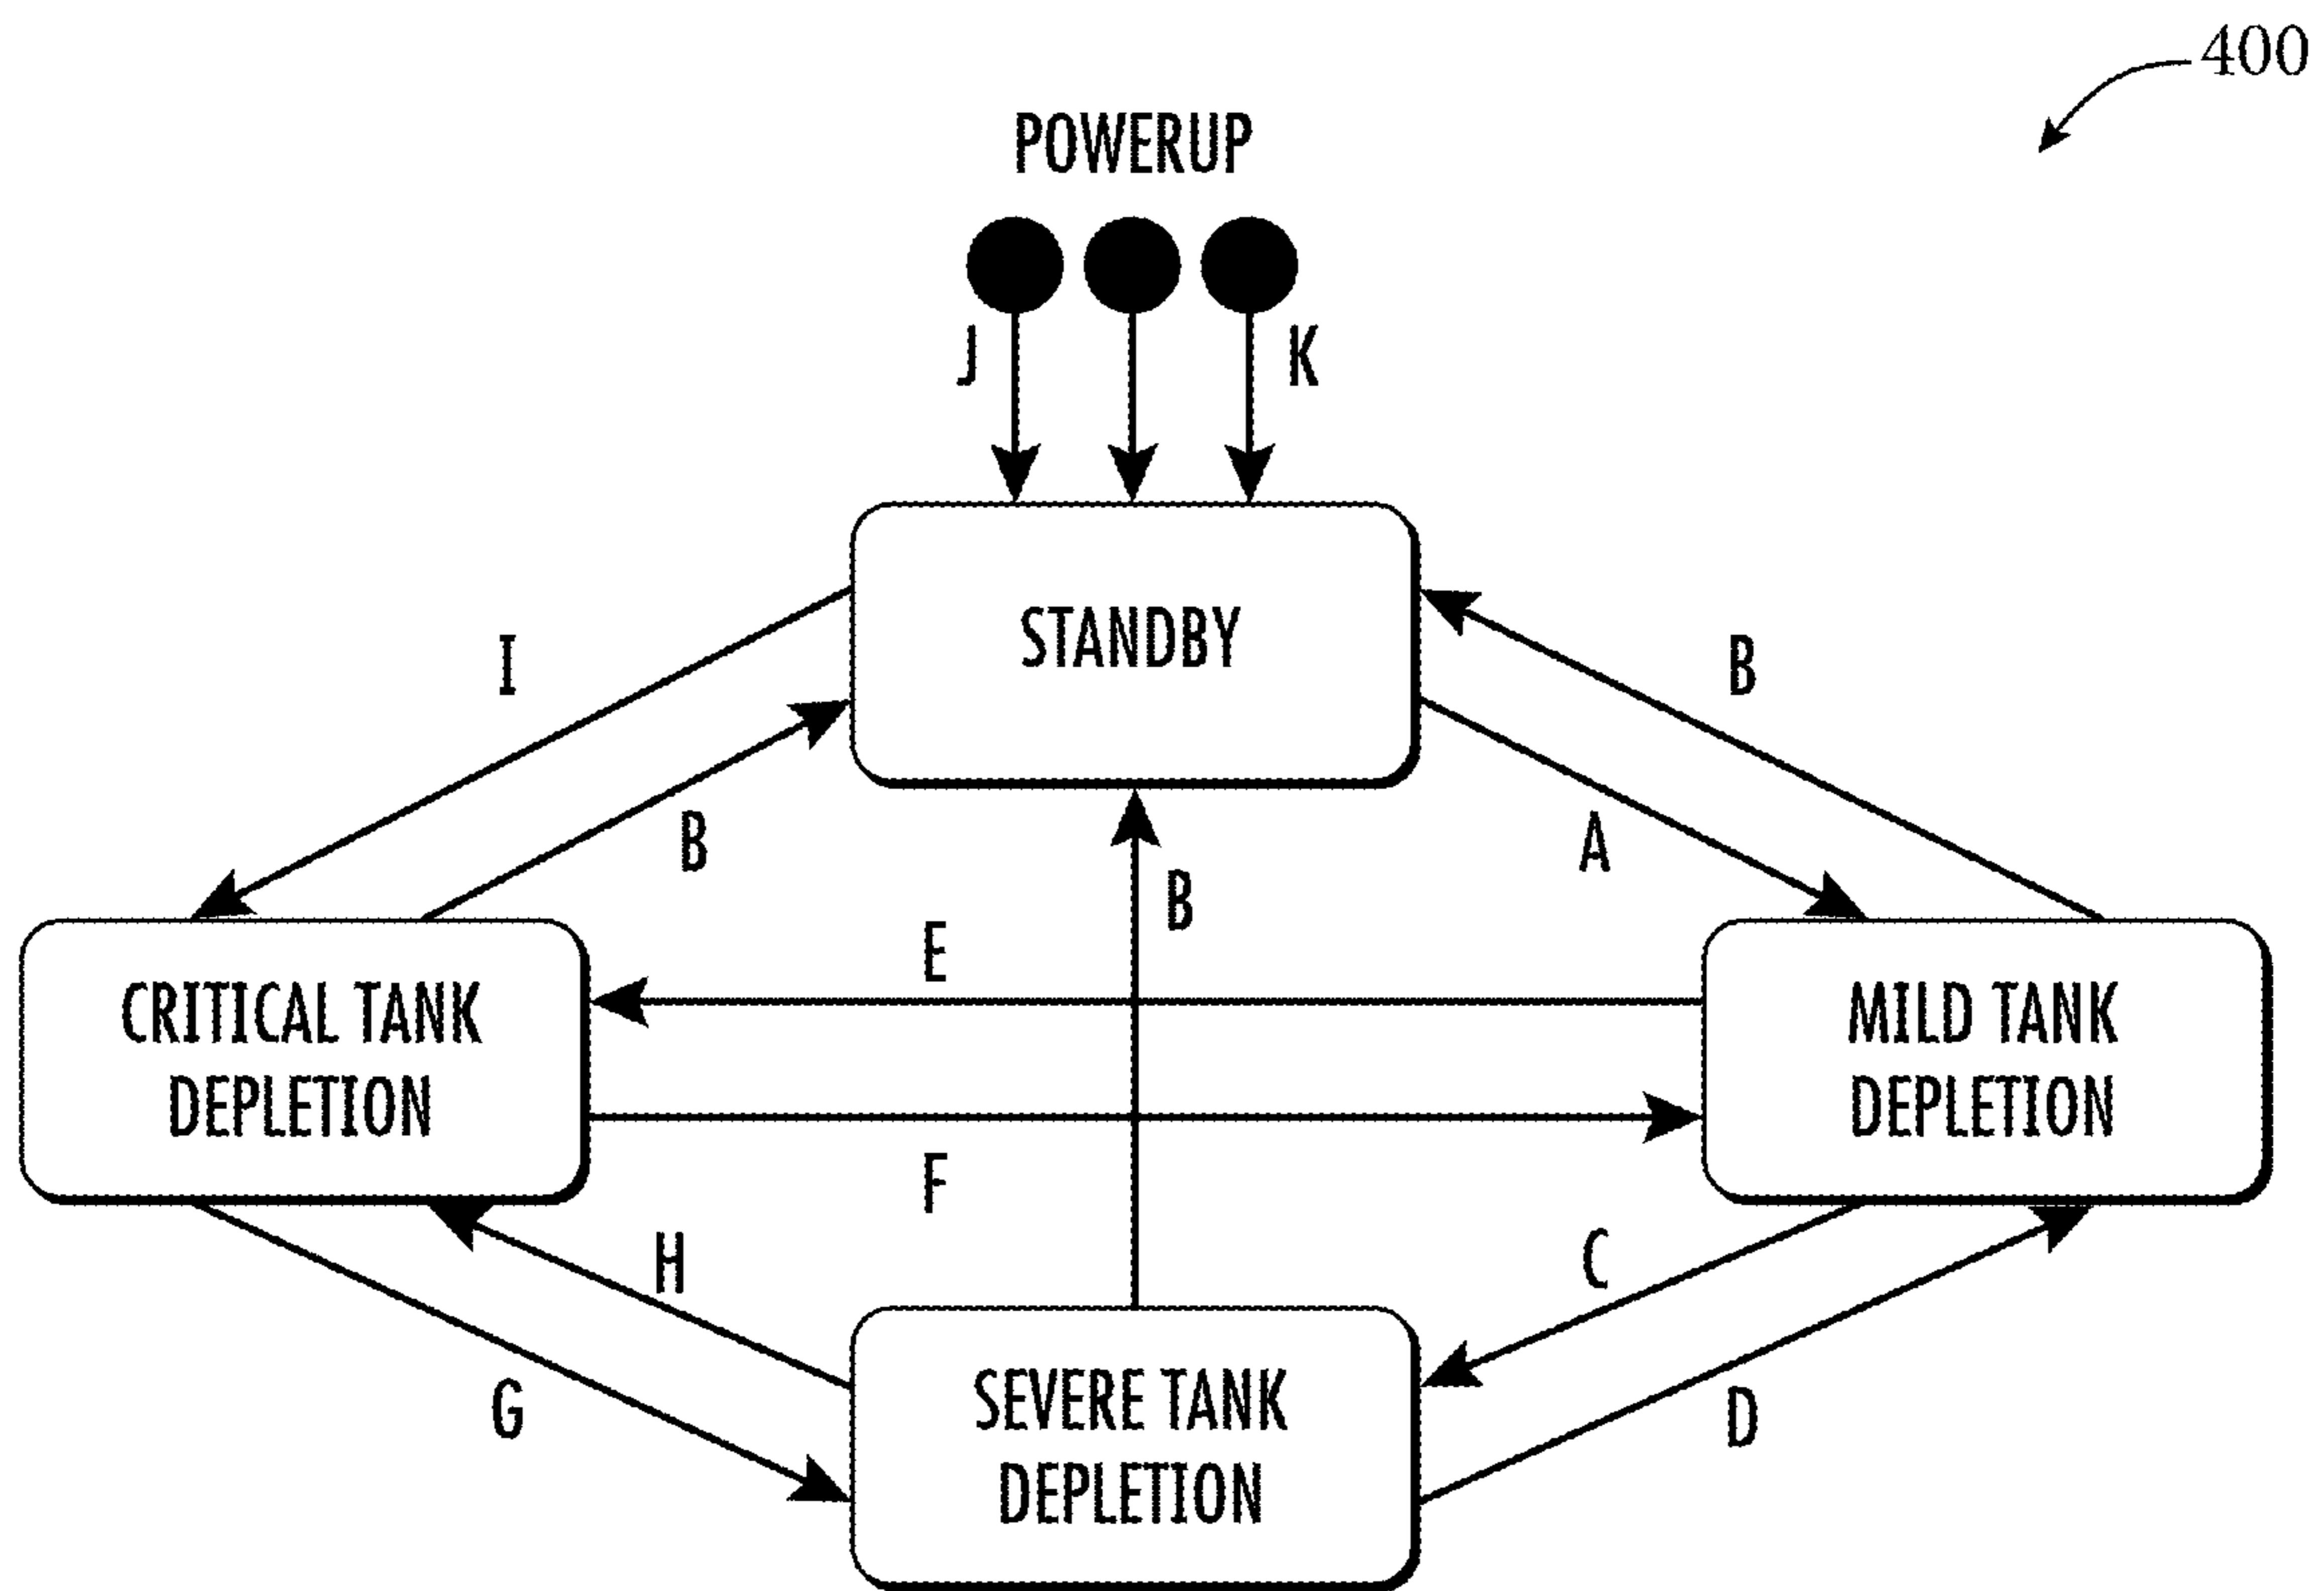 400
POWERUP
J
K
STANDBY
I
B
B
A
B
E
CRITICAL TANK
DEPLETION
MILD TANK
DEPLETION
F
H
C
G
D
SEVERE TANK
DEPLETION